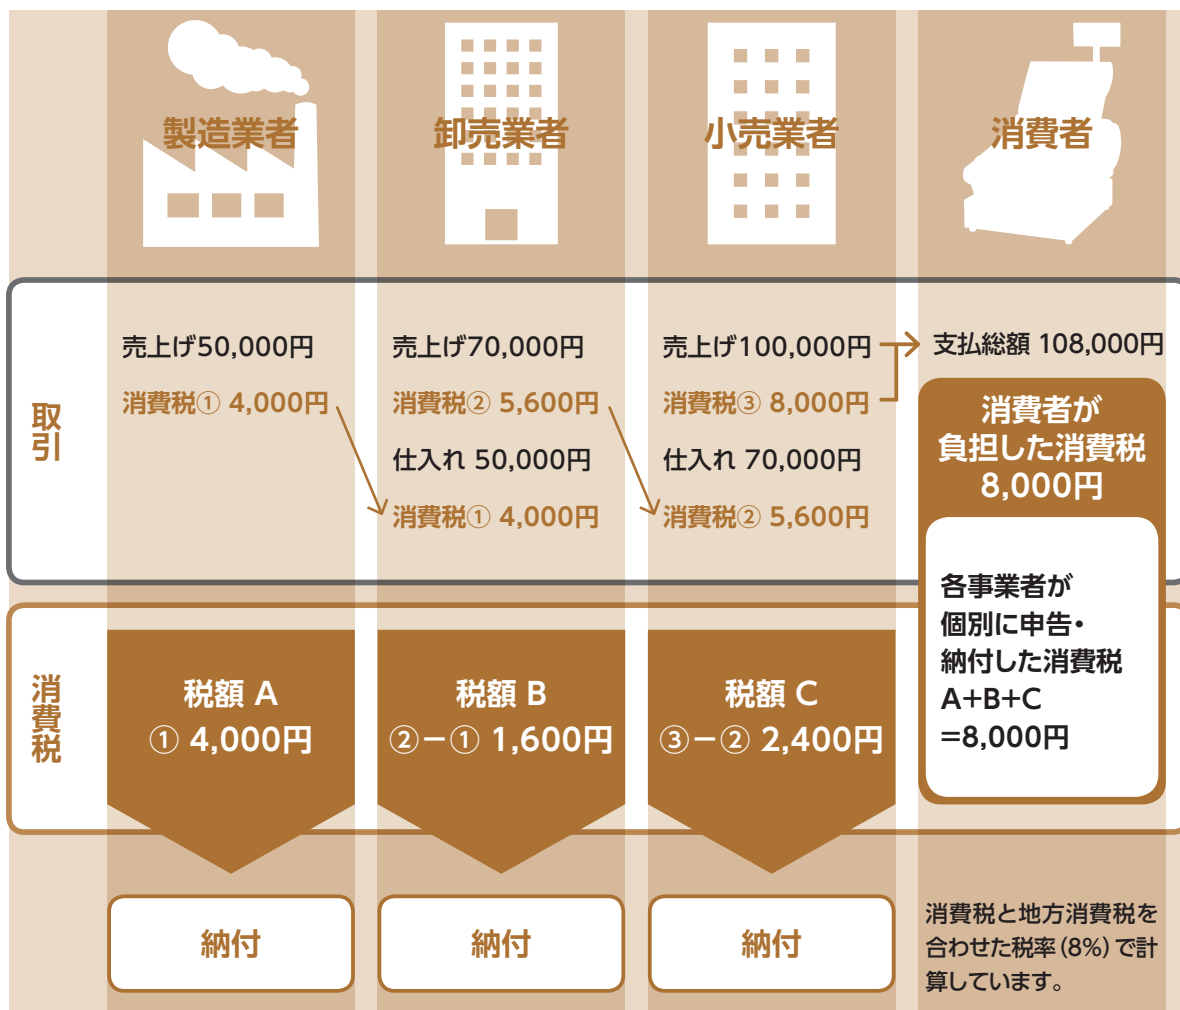 製造業者
卸売業者
小売業者
消費者
取引
売上げ50,000円
消費税① 4,000円
売上げ70,000円
消費税② 5,600円
仕入れ 50,000円
消費税① 4,000円
売上げ100,000円
消費税③ 8,000円
仕入れ 70,000円
消費税② 5,600円
支払総額 108,000円
消費者が
負担した消費税
8,000円
各事業者が
個別に申告・
納付した消費税
A+B+C
=8,000円
消費税
税額 A
① 4,000円
税額 B
②－① 1,600円
税額 C
③－② 2,400円
納付
納付
納付
消費税と地方消費税を
合わせた税率(8%)で計
算しています。